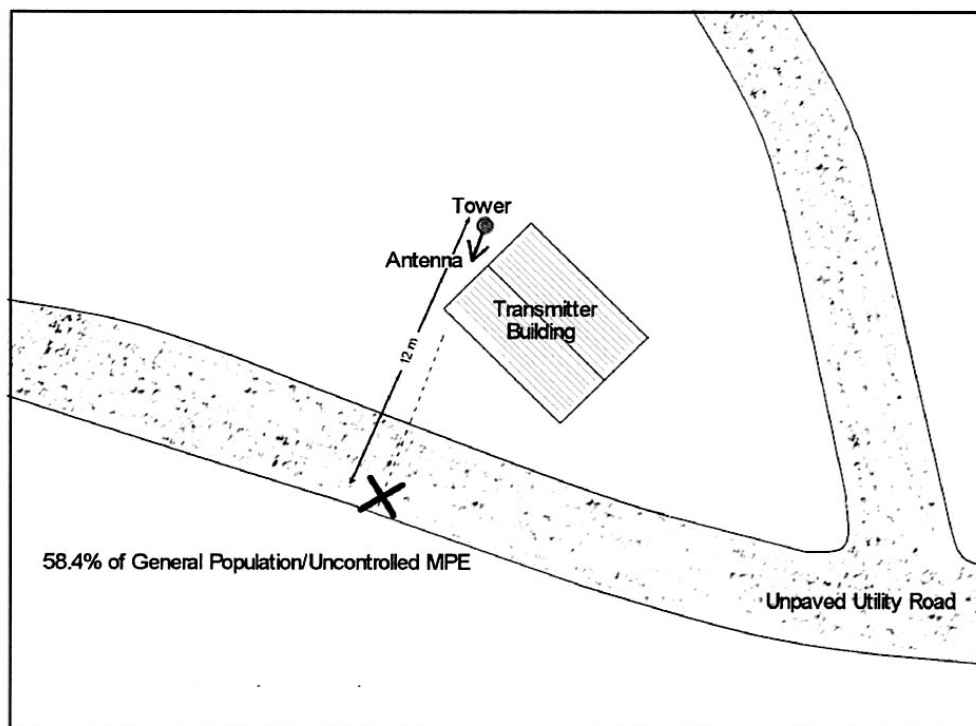 Tower
Antenna
Transmitter
Building
12 m
58.4% of General Population/Uncontrolled MPE
Unpaved Utility Road